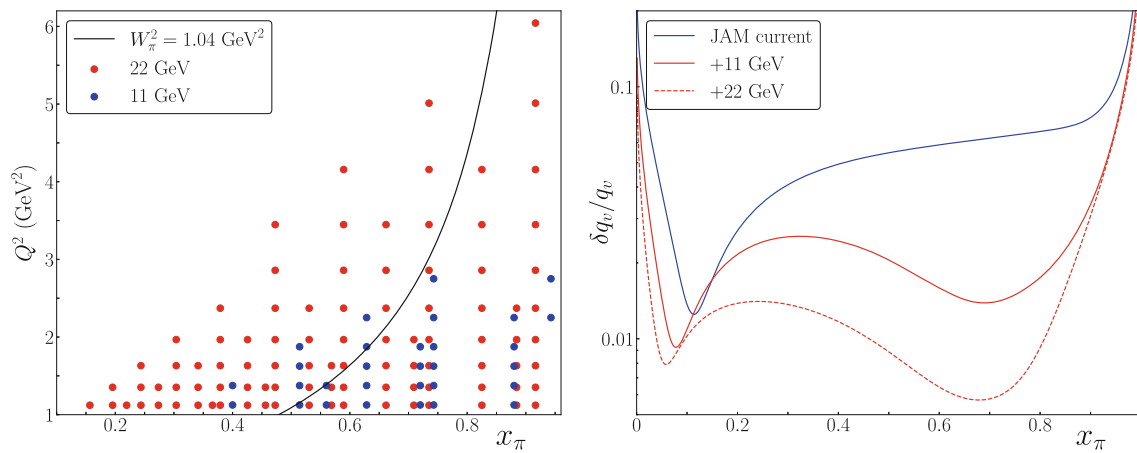 W_π^2 = 1.04 GeV^2
22 GeV
11 GeV
Q^2 (GeV^2)
6
5
4
3
2
1
0.2
0.4
0.6
0.8
x_π
JAM current
+11 GeV
+22 GeV
δq_v/q_v
0.1
0.01
0
0.2
0.4
0.6
0.8
x_π